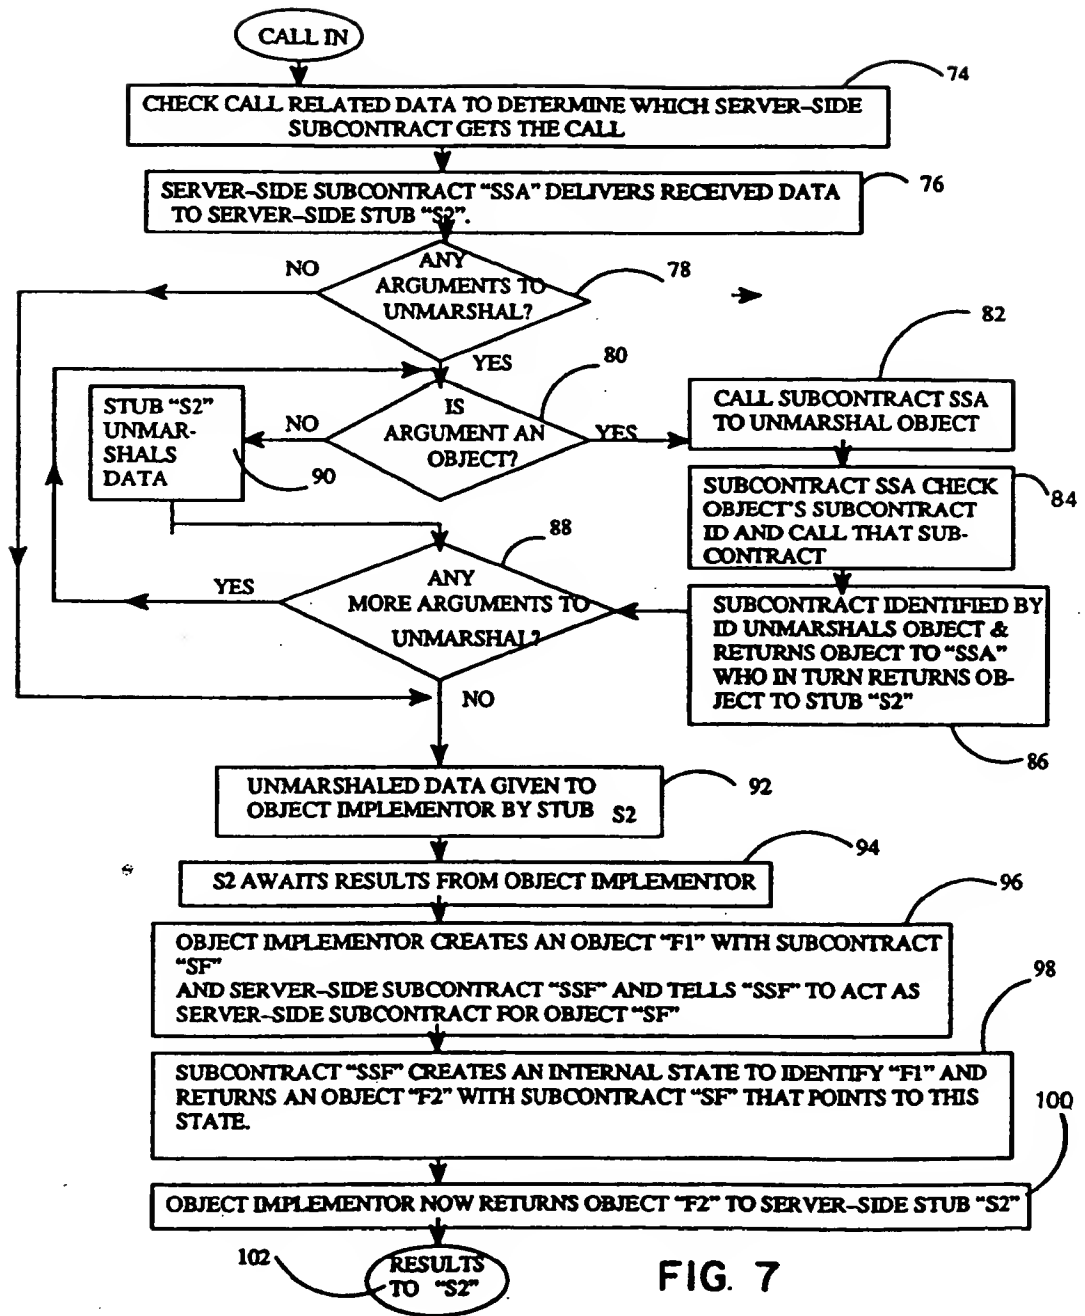 CALL IN
74
CHECK CALL RELATED DATA TO DETERMINE WHICH SERVER-SIDE
SUBCONTRACT GETS THE CALL
76
SERVER-SIDE SUBCONTRACT "SSA" DELIVERS RECEIVED DATA
TO SERVER-SIDE STUB "S2".
NO
ANY
ARGUMENTS TO
UNMARSHAL?
78
YES
80
82
STUB "S2"
UNMAR-
SHALS
DATA
90
NO
IS
ARGUMENT AN
OBJECT?
YES
CALL SUBCONTRACT SSA
TO UNMARSHAL OBJECT
SUBCONTRACT SSA CHECK
OBJECT'S SUBCONTRACT
ID AND CALL THAT SUB-
CONTRACT
84
88
YES
ANY
MORE ARGUMENTS TO
UNMARSHAL?
NO
SUBCONTRACT IDENTIFIED BY
ID UNMARSHALS OBJECT &
RETURNS OBJECT TO "SSA"
WHO IN TURN RETURNS OB-
JECT TO STUB "S2"
86
UNMARSHALED DATA GIVEN TO
OBJECT IMPLEMENTOR BY STUB S2
92
94
S2 AWAITS RESULTS FROM OBJECT IMPLEMENTOR
96
OBJECT IMPLEMENTOR CREATES AN OBJECT "F1" WITH SUBCONTRACT
"SF"
AND SERVER-SIDE SUBCONTRACT "SSF" AND TELLS "SSF" TO ACT AS
SERVER-SIDE SUBCONTRACT FOR OBJECT "SF"
98
SUBCONTRACT "SSF" CREATES AN INTERNAL STATE TO IDENTIFY "F1" AND
RETURNS AN OBJECT "F2" WITH SUBCONTRACT "SF" THAT POINTS TO THIS
STATE.
100
OBJECT IMPLEMENTOR NOW RETURNS OBJECT "F2" TO SERVER-SIDE STUB "S2"
102
RESULTS
TO "S2"
FIG. 7